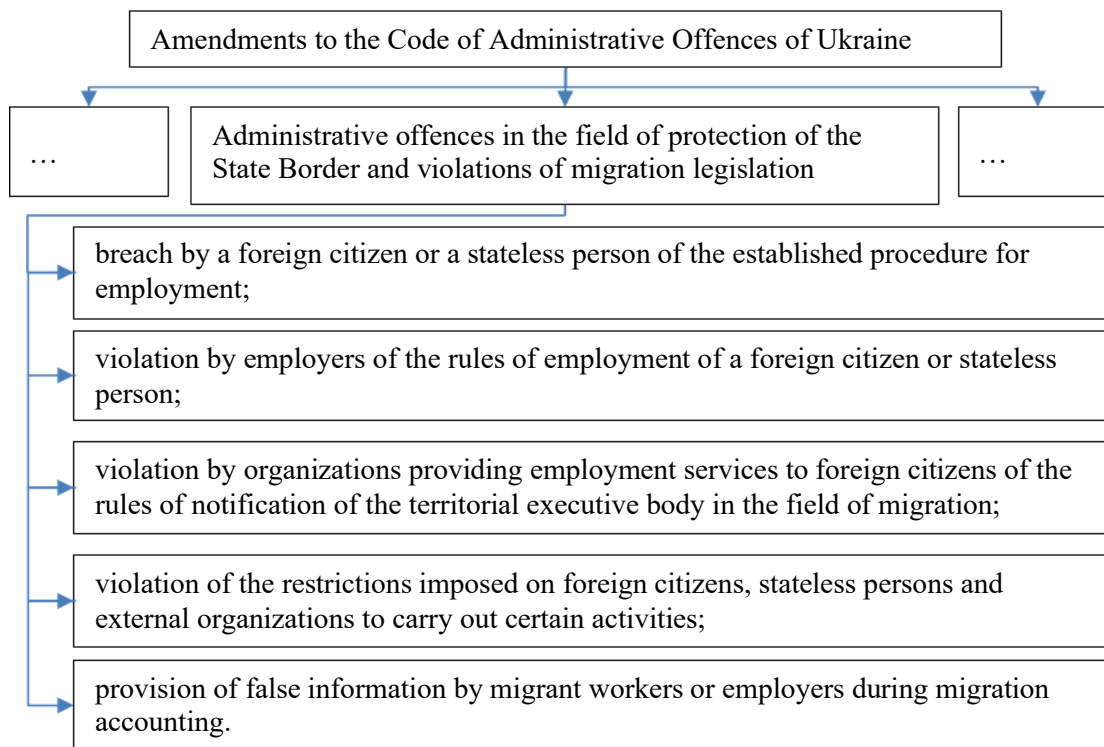 Amendments to the Code of Administrative Offences of Ukraine
…
Administrative offences in the field of protection of the
State Border and violations of migration legislation
…
breach by a foreign citizen or a stateless person of the established procedure for
employment;
violation by employers of the rules of employment of a foreign citizen or stateless
person;
violation by organizations providing employment services to foreign citizens of the
rules of notification of the territorial executive body in the field of migration;
violation of the restrictions imposed on foreign citizens, stateless persons and
external organizations to carry out certain activities;
provision of false information by migrant workers or employers during migration
accounting.